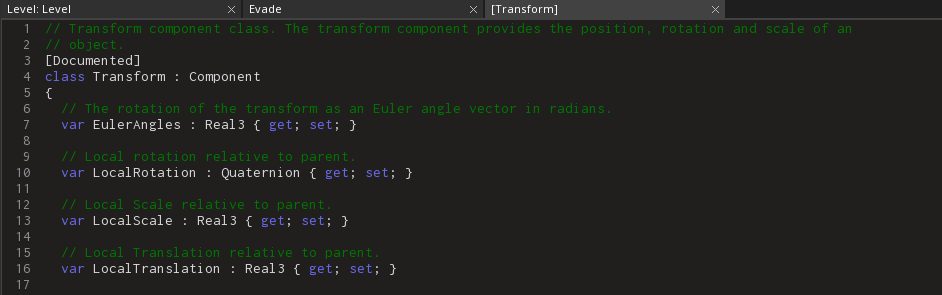 Level: Level × Evade × [Transform] ×
1 // Transform component class. The transform component provides the position, rotation and scale of an
2 // object.
3 [Documented]
4 class Transform : Component
5 {
6 // The rotation of the transform as an Euler angle vector in radians.
7 var EulerAngles : Real3 { get; set; }
8
9 // Local rotation relative to parent.
10 var LocalRotation : Quaternion { get; set; }
11
12 // Local Scale relative to parent.
13 var LocalScale : Real3 { get; set; }
14
15 // Local Translation relative to parent.
16 var LocalTranslation : Real3 { get; set; }
17